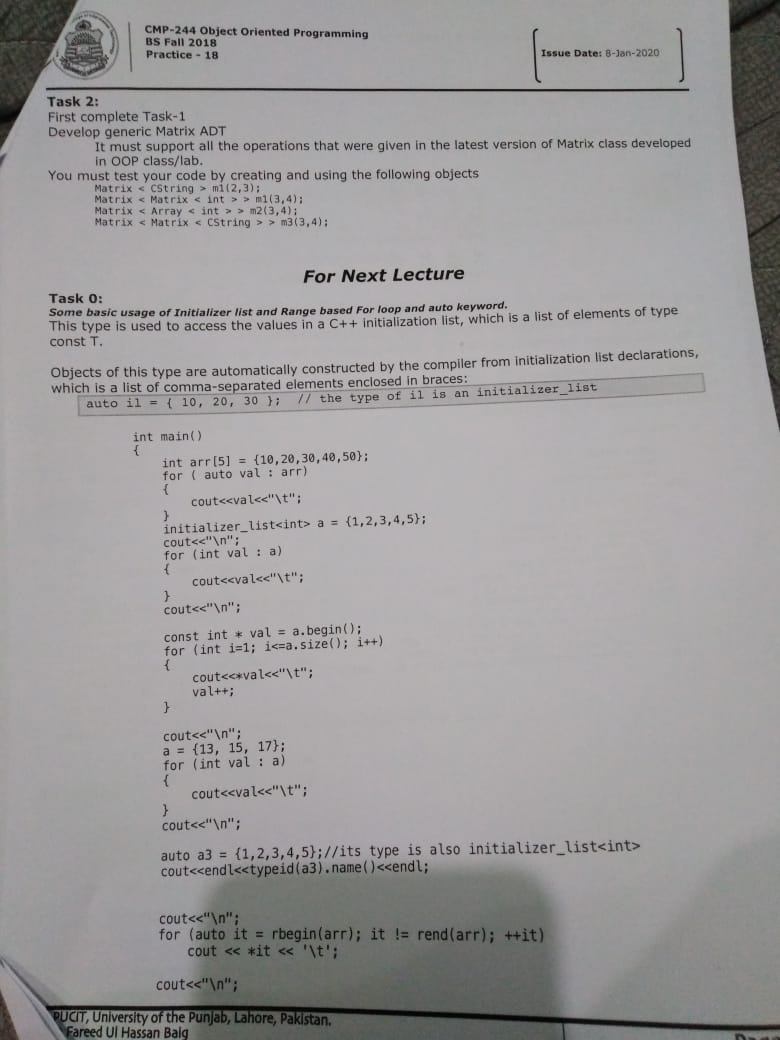 CMP-244 Object Oriented Programming
BS Fall 2018
Practice - 18
Issue Date: 8-Jan-2020
Task 2:
First complete Task-1
Develop generic Matrix ADT
It must support all the operations that were given in the latest version of Matrix class developed
in OOP class/lab.
You must test your code by creating and using the following objects
Matrix < CString > m1(2,3);
Matrix < Matrix < int > > m1(3,4);
Matrix < Array < int > > m2(3,4);
Matrix < Matrix < CString > > m3(3,4);
For Next Lecture
Task 0:
Some basic usage of Initializer list and Range based For loop and auto keyword.
This type is used to access the values in a C++ initialization list, which is a list of elements of type
const T.
Objects of this type are automatically constructed by the compiler from initialization list declarations,
which is a list of comma-separated elements enclosed in braces:
auto il = { 10, 20, 30 }; // the type of il is an initializer_list
int main()
{
int arr[5] = {10,20,30,40,50};
for ( auto val : arr)
{
cout<<val<<"\t";
}
initializer_list<int> a = {1,2,3,4,5};
cout<<"\n";
for (int val : a)
{
cout<<val<<"\t";
}
cout<<"\n";
const int * val = a.begin();
for (int i=1; i<=a.size(); i++)
{
cout<<*val<<"\t";
val++;
}
cout<<"\n";
a = {13, 15, 17};
for (int val : a)
{
cout<<val<<"\t";
}
cout<<"\n";
auto a3 = {1,2,3,4,5};//its type is also initializer_list<int>
cout<<endl<<typeid(a3).name()<<endl;
cout<<"\n";
for (auto it = rbegin(arr); it != rend(arr); ++it)
cout << *it << '\t';
cout<<"\n";
PUCIT, University of the Punjab, Lahore, Pakistan.
Fareed Ul Hassan Baig